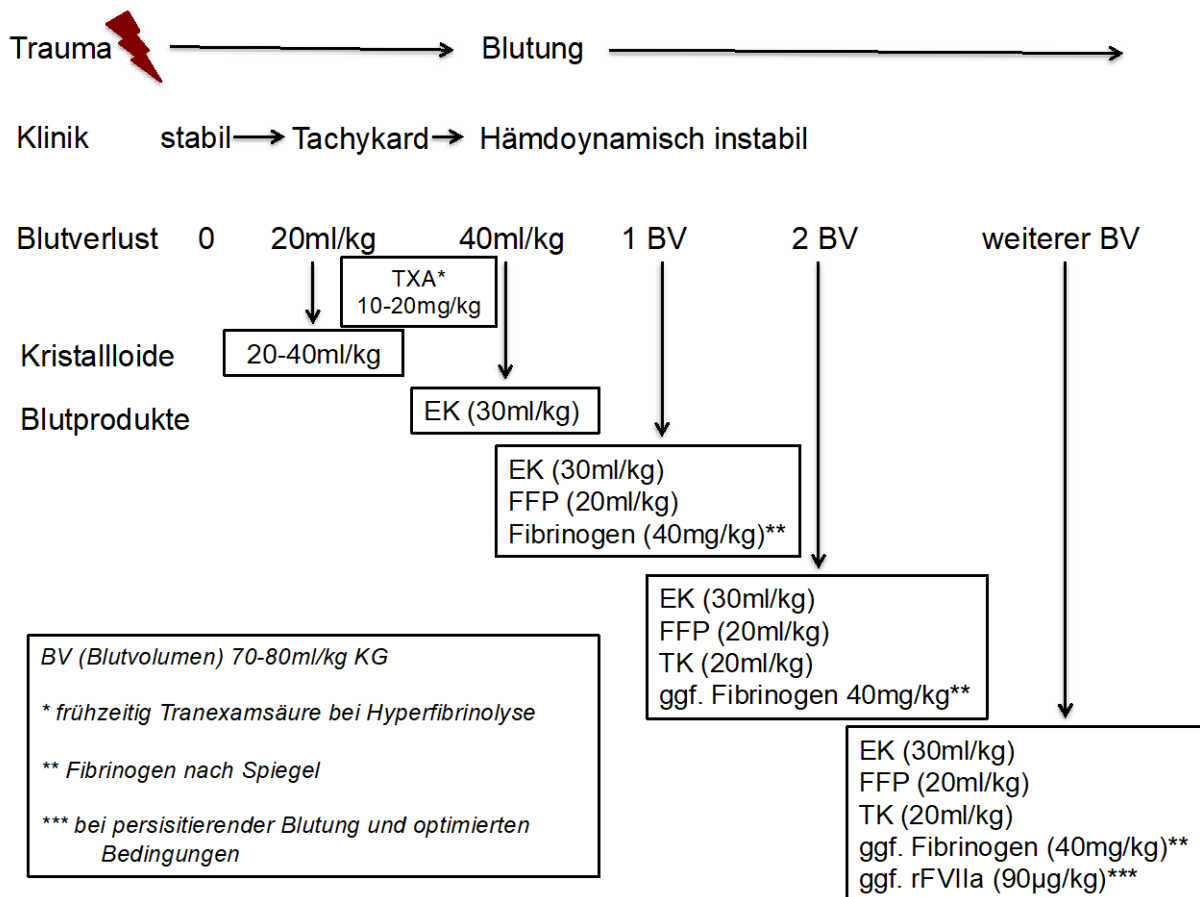 Trauma Blutung
Klinik stabil Tachykard Hämdoynamisch instabil
Blutverlust 0 20ml/kg 40ml/kg 1 BV 2 BV weiterer BV
TXA*
10-20mg/kg
Kristallloide 20-40ml/kg
Blutprodukte EK (30ml/kg)
EK (30ml/kg)
FFP (20ml/kg)
Fibrinogen (40mg/kg)**
EK (30ml/kg)
FFP (20ml/kg)
TK (20ml/kg)
ggf. Fibrinogen 40mg/kg**
BV (Blutvolumen) 70-80ml/kg KG
* frühzeitig Tranexamsäure bei Hyperfibrinolyse
** Fibrinogen nach Spiegel
*** bei persisitierender Blutung und optimierten
Bedingungen
EK (30ml/kg)
FFP (20ml/kg)
TK (20ml/kg)
ggf. Fibrinogen (40mg/kg)**
ggf. rFVIIa (90µg/kg)***